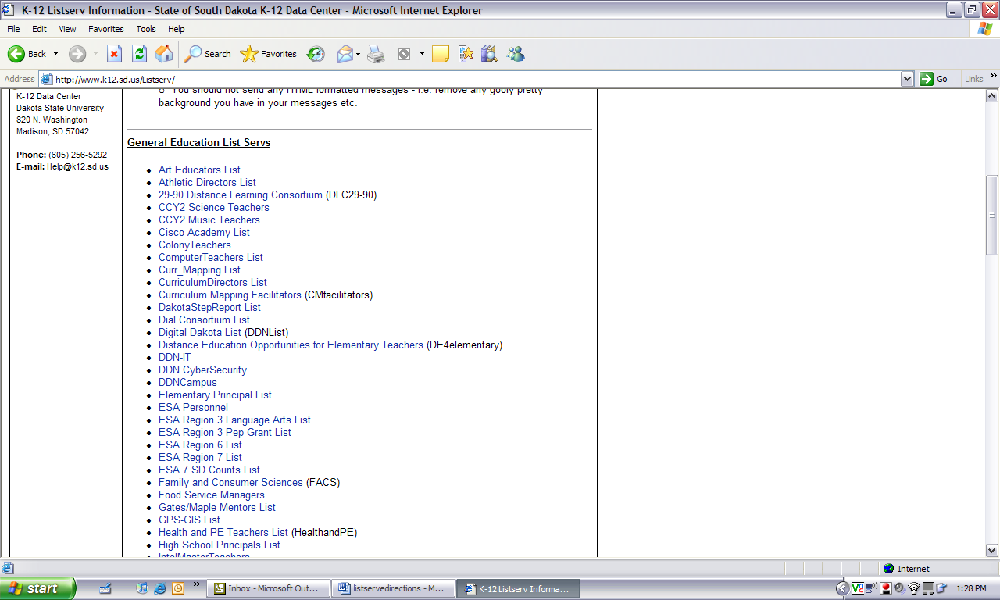 K-12 Listserv Information - State of South Dakota K-12 Data Center - Microsoft Internet Explorer
File Edit View Favorites Tools Help
Back Search Favorites
Address http://www.k12.sd.us/Listserv/ Go Links »
K-12 Data Center
Dakota State University
820 N. Washington
Madison, SD 57042
Phone: (605) 256-5292
E-mail: Help@k12.sd.us
You should not send any HTML formatted messages - i.e. remove any gooly pretty
background you have in your messages etc.
General Education List Servs
Art Educators List
Athletic Directors List
29-90 Distance Learning Consortium (DLC29-90)
CCY2 Science Teachers
CCY2 Music Teachers
Cisco Academy List
ColonyTeachers
ComputerTeachers List
Curr_Mapping List
CurriculumDirectors List
Curriculum Mapping Facilitators (CMfacilitators)
DakotaStepReport List
Dial Consortium List
Digital Dakota List (DDNList)
Distance Education Opportunities for Elementary Teachers (DE4elementary)
DDN-IT
DDN CyberSecurity
DDNCampus
Elementary Principal List
ESA Personnel
ESA Region 3 Language Arts List
ESA Region 3 Pep Grant List
ESA Region 6 List
ESA Region 7 List
ESA 7 SD Counts List
Family and Consumer Sciences (FACS)
Food Service Managers
Gates/Maple Mentors List
GPS-GIS List
Health and PE Teachers List (HealthandPE)
High School Principals List
IntelMasterTeachers
Internet
start » Inbox - Microsoft Out... listservedirections - M... K-12 Listserv Informa... 1:28 PM